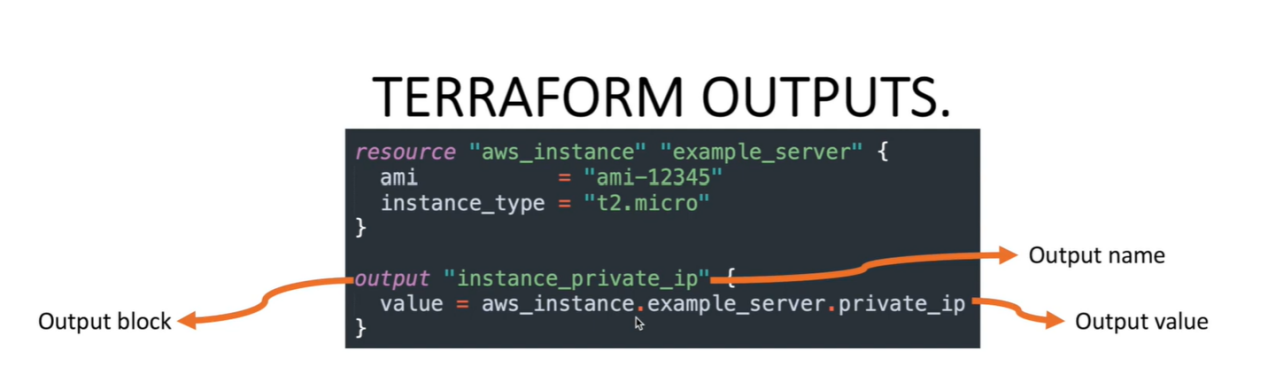 TERRAFORM OUTPUTS.
resource "aws_instance" "example_server" {
  ami           = "ami-12345"
  instance_type = "t2.micro"
}
output "instance_private_ip" {
  value = aws_instance.example_server.private_ip
}
Output block
Output name
Output value